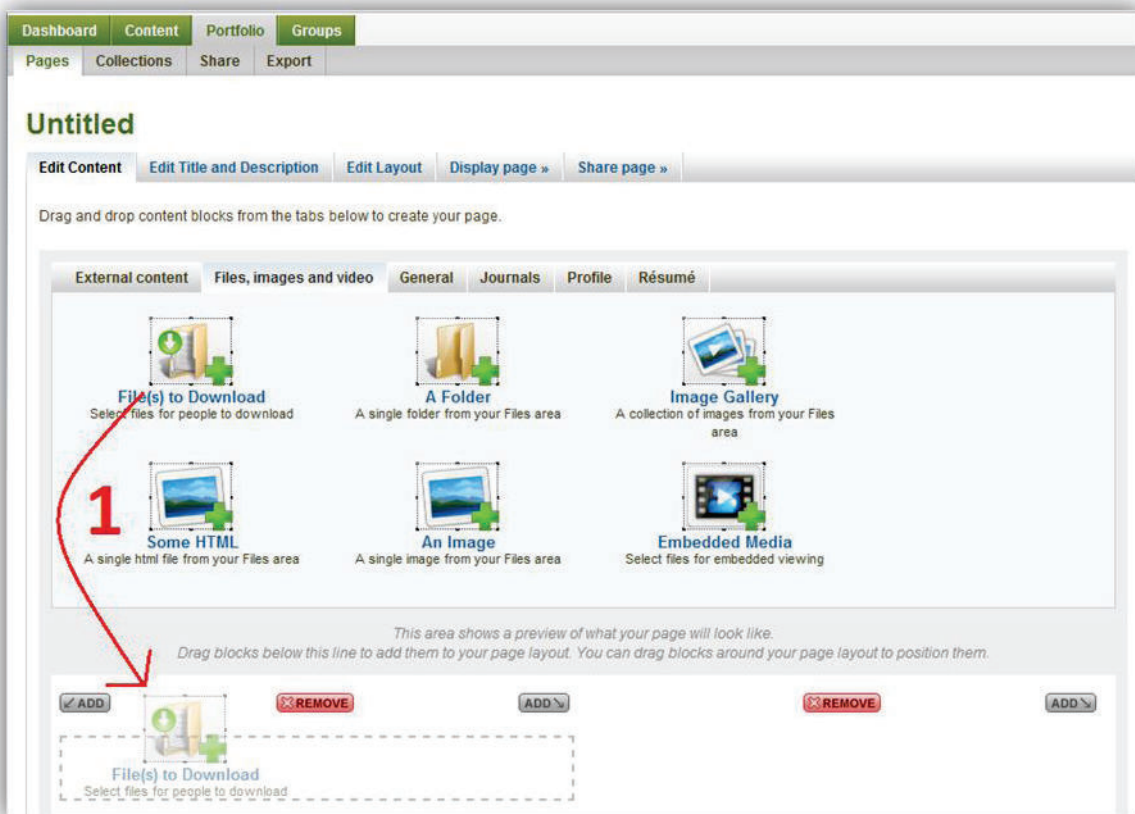 Dashboard Content Portfolio Groups
Pages Collections Share Export
Untitled
Edit Content Edit Title and Description Edit Layout Display page » Share page »
Drag and drop content blocks from the tabs below to create your page.
External content Files, images and video General Journals Profile Résumé
File(s) to Download A Folder Image Gallery
Select files for people to download A single folder from your Files area A collection of images from your Files
area
1
Some HTML An Image Embedded Media
A single html file from your Files area A single image from your Files area Select files for embedded viewing
This area shows a preview of what your page will look like.
Drag blocks below this line to add them to your page layout. You can drag blocks around your page layout to position them.
ADD REMOVE ADD REMOVE ADD
File(s) to Download
Select files for people to download